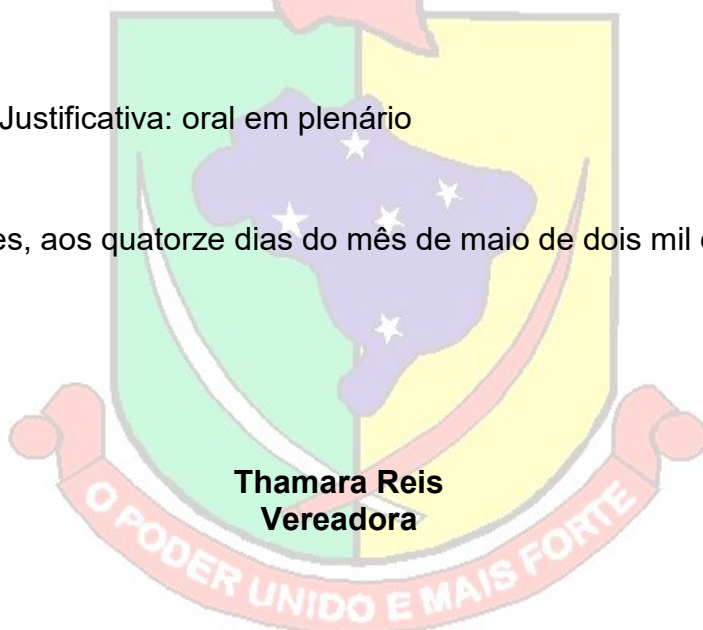 Justificativa: oral em plenário
es, aos quatorze dias do mês de maio de dois mil
Thamara Reis
Vereadora
O PODER UNIDO E MAIS FORTE